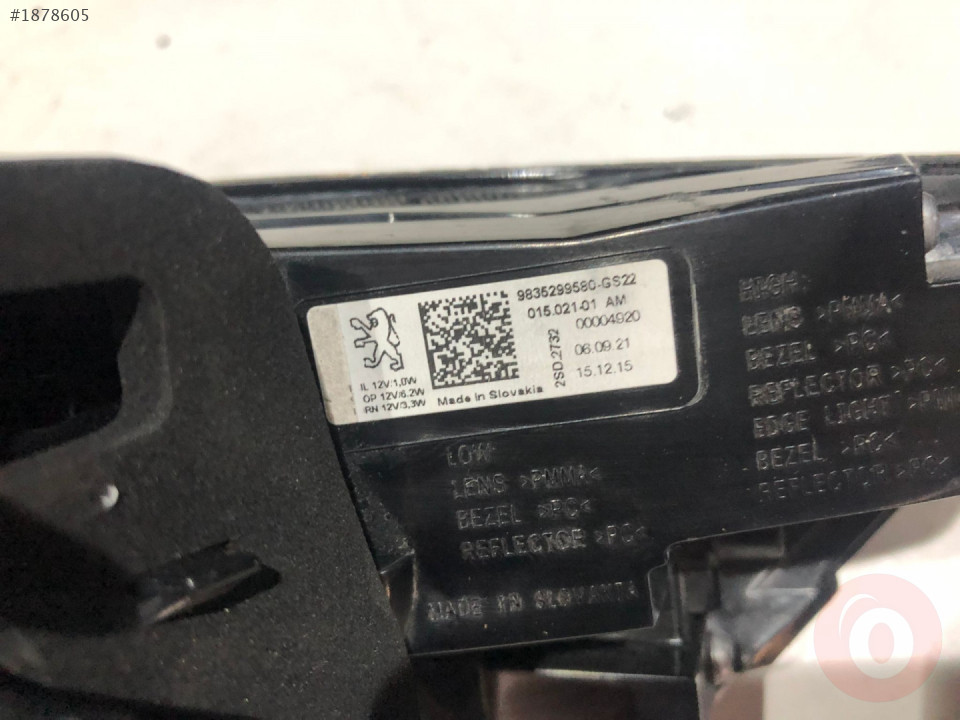 #1878605
9835299580-GS22
015.021-01 AM
00004920
2SD.2732
06.09.21
15.12.15
IL 12V:1,0W
OP 12V/6.2W
RN 12V/3,3W
Made in Slovakia
HIGH:
LENS >PMMA<
BEZEL >PC<
REFLECTOR >PC<
EDGE LIGHT
BEZEL >PC<
REFLECTOR >PC<
LOW
LENS >PMMA<
BEZEL >PC<
REFLECTOR >PC<
MADE IN SLOVAKIA